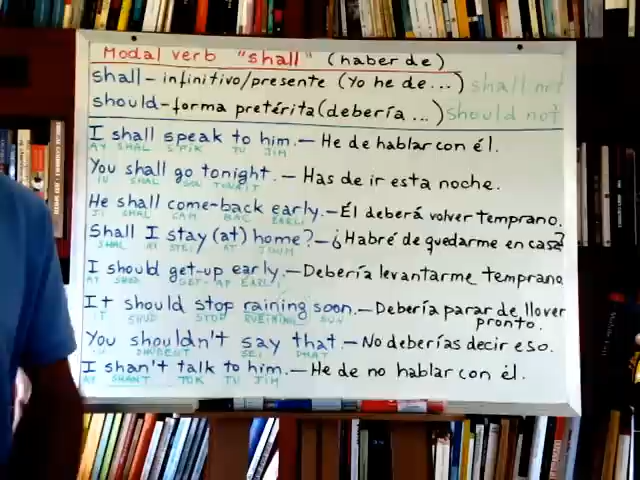 Modal verb "shall" (haber de)
shall - infinitivo/presente (Yo he de...) shall not
should - forma pretérita (debería ...) should not
I shall speak to him. — He de hablar con él.
AY SHAL SPIK TU JIM
You shall go tonight. — Has de ir esta noche.
IU SHAL GOU TUNAIT
He shall come-back early. — Él deberá volver temprano.
JI SHAL CAM BAC EARLI
Shall I stay (at) home? — ¿Habré de quedarme en casa?
SHAL AY STEI AT JOUM
I should get-up early. — Debería levantarme temprano
AY SHUD GET-AP EARLI
It should stop raining soon. — Debería parar de llover pronto.
IT SHUD STOP SUN
You shouldn't say that. — No deberías decir eso.
IU SEI DHAT
I shan't talk to him. — He de no hablar con él.
AY SHANT TOK TU JIM